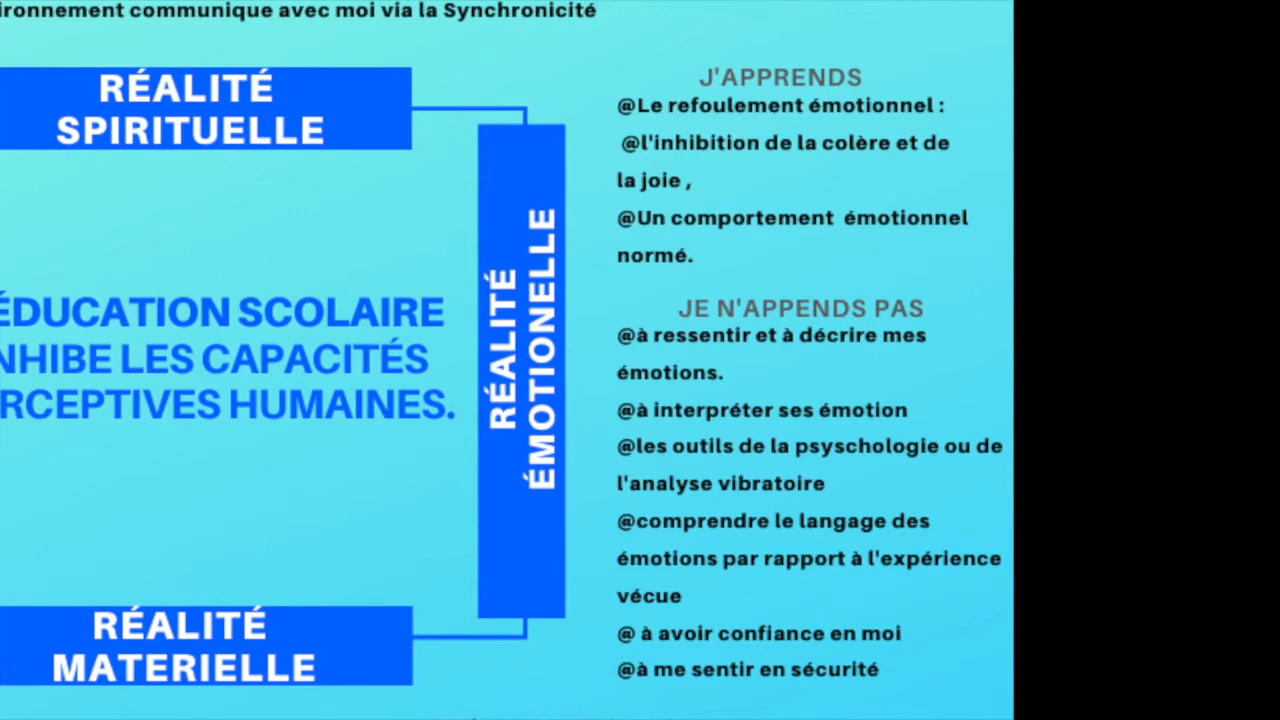 ironnement communique avec moi via la Synchronicité
RÉALITÉ
SPIRITUELLE
ÉDUCATION SCOLAIRE
NHIBE LES CAPACITÉS
RCEPTIVES HUMAINES.
RÉALITÉ
MATERIELLE
RÉALITÉ
ÉMOTIONELLE
J'APPRENDS
@Le refoulement émotionnel :
@l'inhibition de la colère et de
la joie ,
@Un comportement émotionnel
normé.
JE N'APPENDS PAS
@à ressentir et à décrire mes
émotions.
@à interpréter ses émotion
@les outils de la psyschologie ou de
l'analyse vibratoire
@comprendre le langage des
émotions par rapport à l'expérience
vécue
@ à avoir confiance en moi
@à me sentir en sécurité